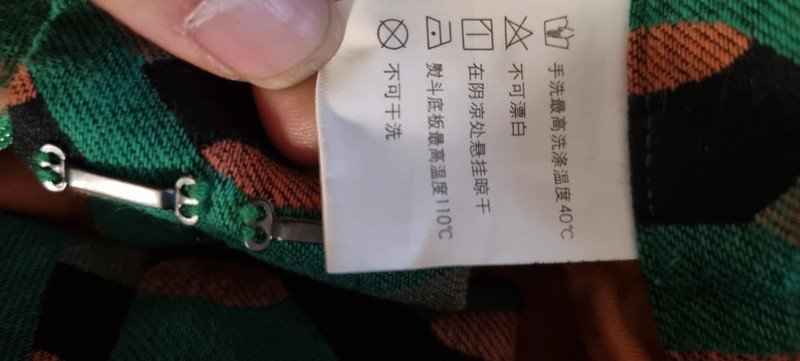 手洗最高洗涤温度40℃
不可漂白
在阴凉处悬挂晾干
熨斗底板最高温度110℃
不可干洗